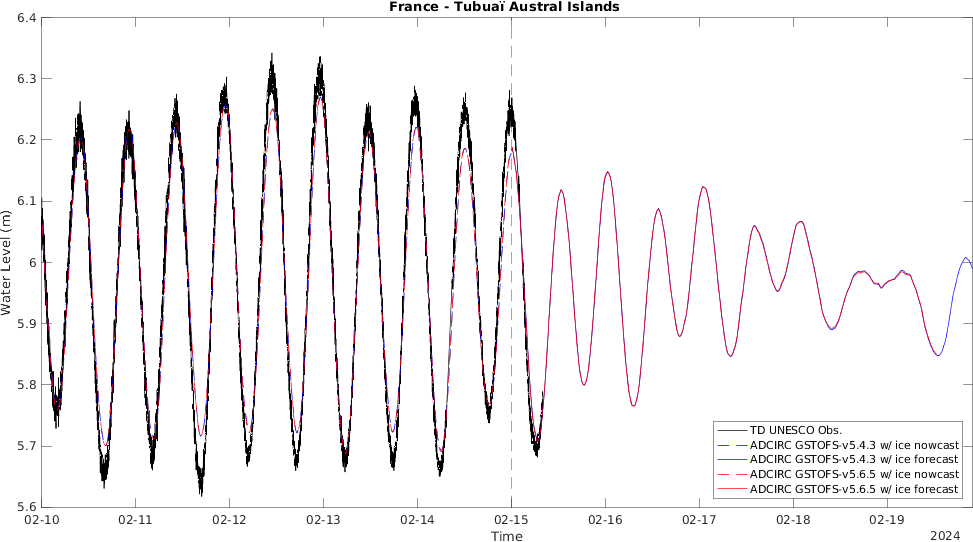 France - Tubuaï Austral Islands
6.4
6.3
6.2
6.1
6
5.9
5.8
5.7
5.6
Water Level (m)
TD UNESCO Obs.
ADCIRC GSTOFS-v5.4.3 w/ ice nowcast
ADCIRC GSTOFS-v5.4.3 w/ ice forecast
ADCIRC GSTOFS-v5.6.5 w/ ice nowcast
ADCIRC GSTOFS-v5.6.5 w/ ice forecast
02-10 02-11 02-12 02-13 02-14 02-15 02-16 02-17 02-18 02-19
Time
2024